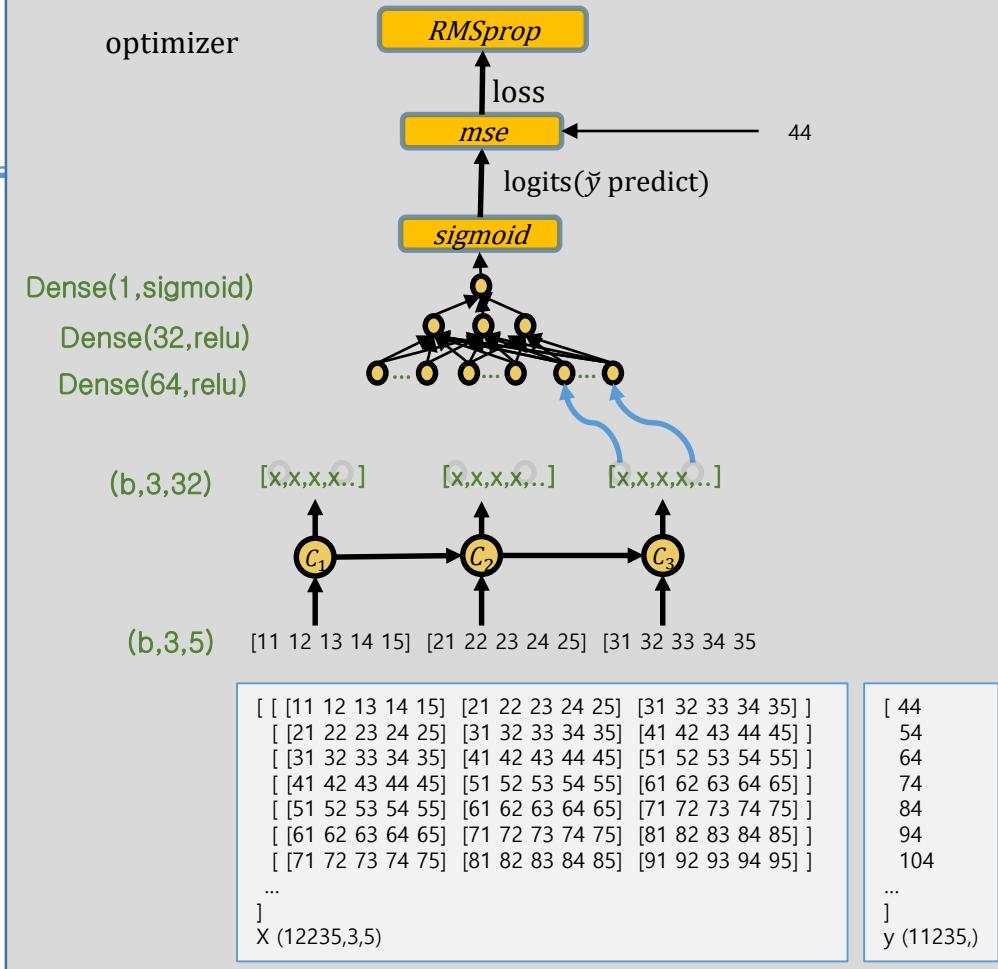 RMSprop
optimizer
loss
mse
44
logits(y̌ predict)
sigmoid
Dense(1,sigmoid)
Dense(32,relu)
Dense(64,relu)
... ... ...
(b,3,32) [x,x,x,x..] [x,x,x,x,..] [x,x,x,x,..]
C₁ C₂ C₃
(b,3,5) [11 12 13 14 15] [21 22 23 24 25] [31 32 33 34 35
[ [ [11 12 13 14 15] [21 22 23 24 25] [31 32 33 34 35] ]
[ [21 22 23 24 25] [31 32 33 34 35] [41 42 43 44 45] ]
[ [31 32 33 34 35] [41 42 43 44 45] [51 52 53 54 55] ]
[ [41 42 43 44 45] [51 52 53 54 55] [61 62 63 64 65] ]
[ [51 52 53 54 55] [61 62 63 64 65] [71 72 73 74 75] ]
[ [61 62 63 64 65] [71 72 73 74 75] [81 82 83 84 85] ]
[ [71 72 73 74 75] [81 82 83 84 85] [91 92 93 94 95] ]
...
]
X (12235,3,5)
[ 44
54
64
74
84
94
104
...
]
y (11235,)